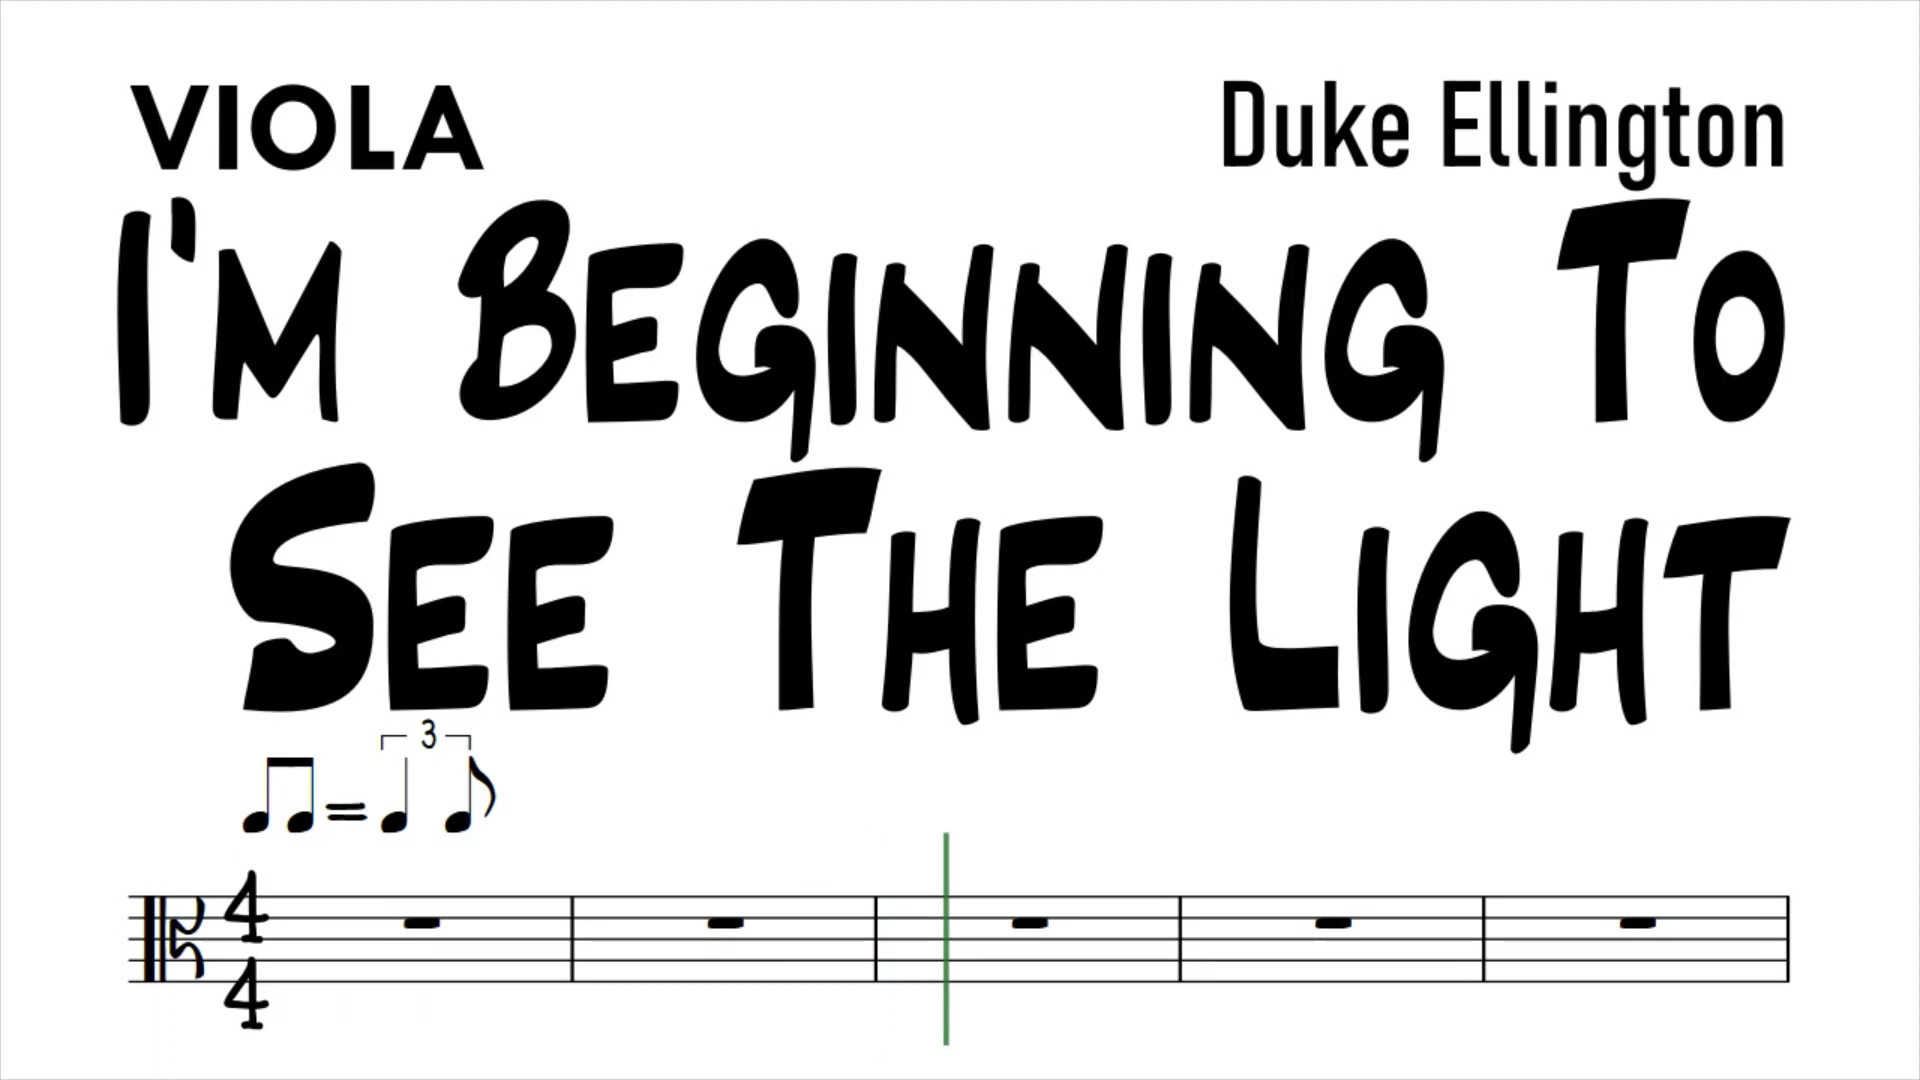 VIOLA
Duke Ellington
I'M BEGINNING TO
SEE THE LIGHT
3
=
4
4